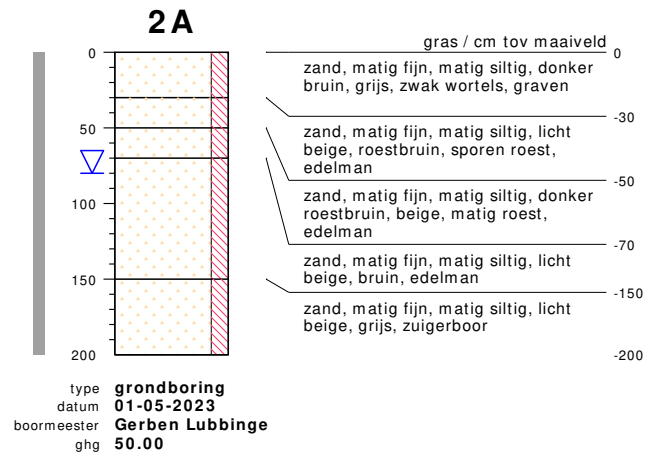 2A
gras / cm tov maaiveld
0
0
zand, matig fijn, matig siltig, donker
bruin, grijs, zwak wortels, graven
-30
50
zand, matig fijn, matig siltig, licht
beige, roestbruin, sporen roest,
edelman
-50
100
zand, matig fijn, matig siltig, donker
roestbruin, beige, matig roest,
edelman
-70
150
zand, matig fijn, matig siltig, licht
beige, bruin, edelman
-150
zand, matig fijn, matig siltig, licht
beige, grijs, zuigerboor
200
-200
type grondboring
datum 01-05-2023
boormeester Gerben Lubbinge
ghg 50.00